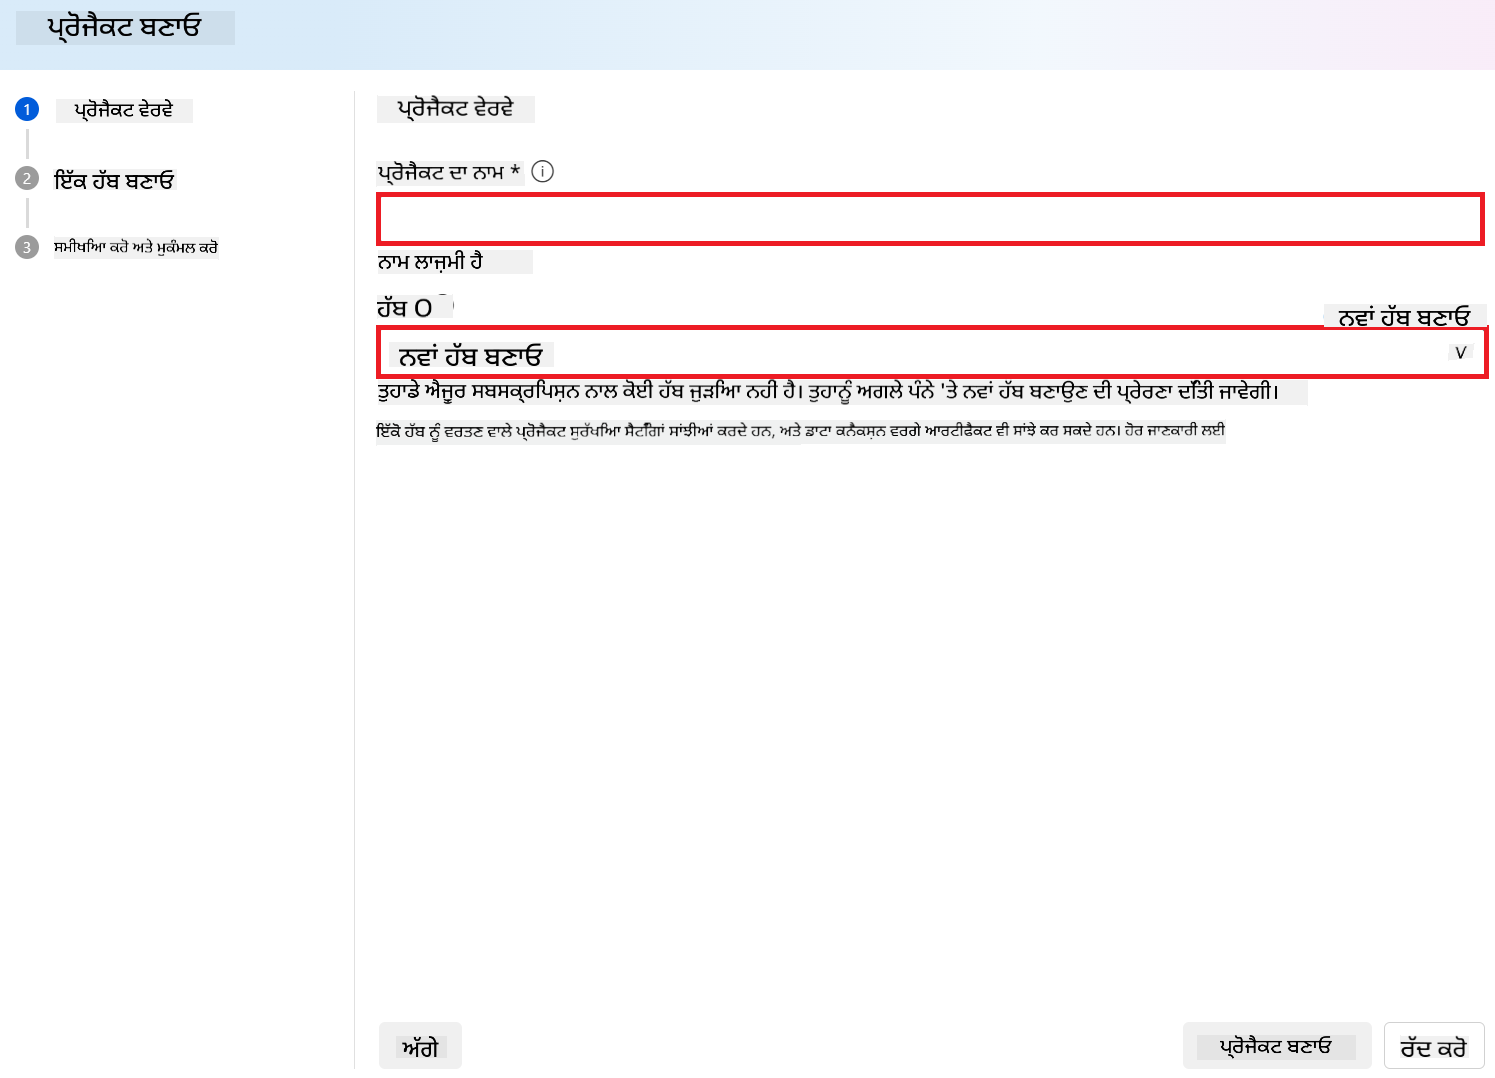 ਪ੍ਰੋਜੈਕਟ ਬਣਾਓ
1 ਪ੍ਰੋਜੈਕਟ ਵੇਰਵੇ
2 ਇੱਕ ਹੱਬ ਬਣਾਓ
3 ਸਮੀਖਿਆ ਕਰੋ ਅਤੇ ਮੁਕੰਮਲ ਕਰੋ
ਪ੍ਰੋਜੈਕਟ ਵੇਰਵੇ
ਪ੍ਰੋਜੈਕਟ ਦਾ ਨਾਮ * i
ਨਾਮ ਲਾਜ਼ਮੀ ਹੈ
ਹੱਬ O
ਨਵਾਂ ਹੱਬ ਬਣਾਓ
ਨਵਾਂ ਹੱਬ ਬਣਾਓ V
ਤੁਹਾਡੇ ਐਜੂਰ ਸਬਸਕ੍ਰਿਪਸ਼ਨ ਨਾਲ ਕੋਈ ਹੱਬ ਜੁੜਿਆ ਨਹੀ ਹੈ। ਤੁਹਾਨੂੰ ਅਗਲੇ ਪੰਨੇ 'ਤੇ ਨਵਾਂ ਹੱਬ ਬਣਾਉਣ ਦੀ ਪ੍ਰੇਰਣਾ ਦਿੱਤੀ ਜਾਵੇਗੀ।
ਇੱਕੋ ਹੱਬ ਨੂੰ ਵਰਤਣ ਵਾਲੇ ਪ੍ਰੋਜੈਕਟ ਸੁਰੱਖਿਆ ਸੈਟਿੰਗਾਂ ਸਾਂਝੀਆਂ ਕਰਦੇ ਹਨ, ਅਤੇ ਡਾਟਾ ਕਨੈਕਸ਼ਨ ਵਰਗੇ ਆਰਟੀਫੈਕਟ ਵੀ ਸਾਂਝੇ ਕਰ ਸਕਦੇ ਹਨ। ਹੋਰ ਜਾਣਕਾਰੀ ਲਈ
ਅੱਗੇ
ਪ੍ਰੋਜੈਕਟ ਬਣਾਓ
ਰੱਦ ਕਰੋ